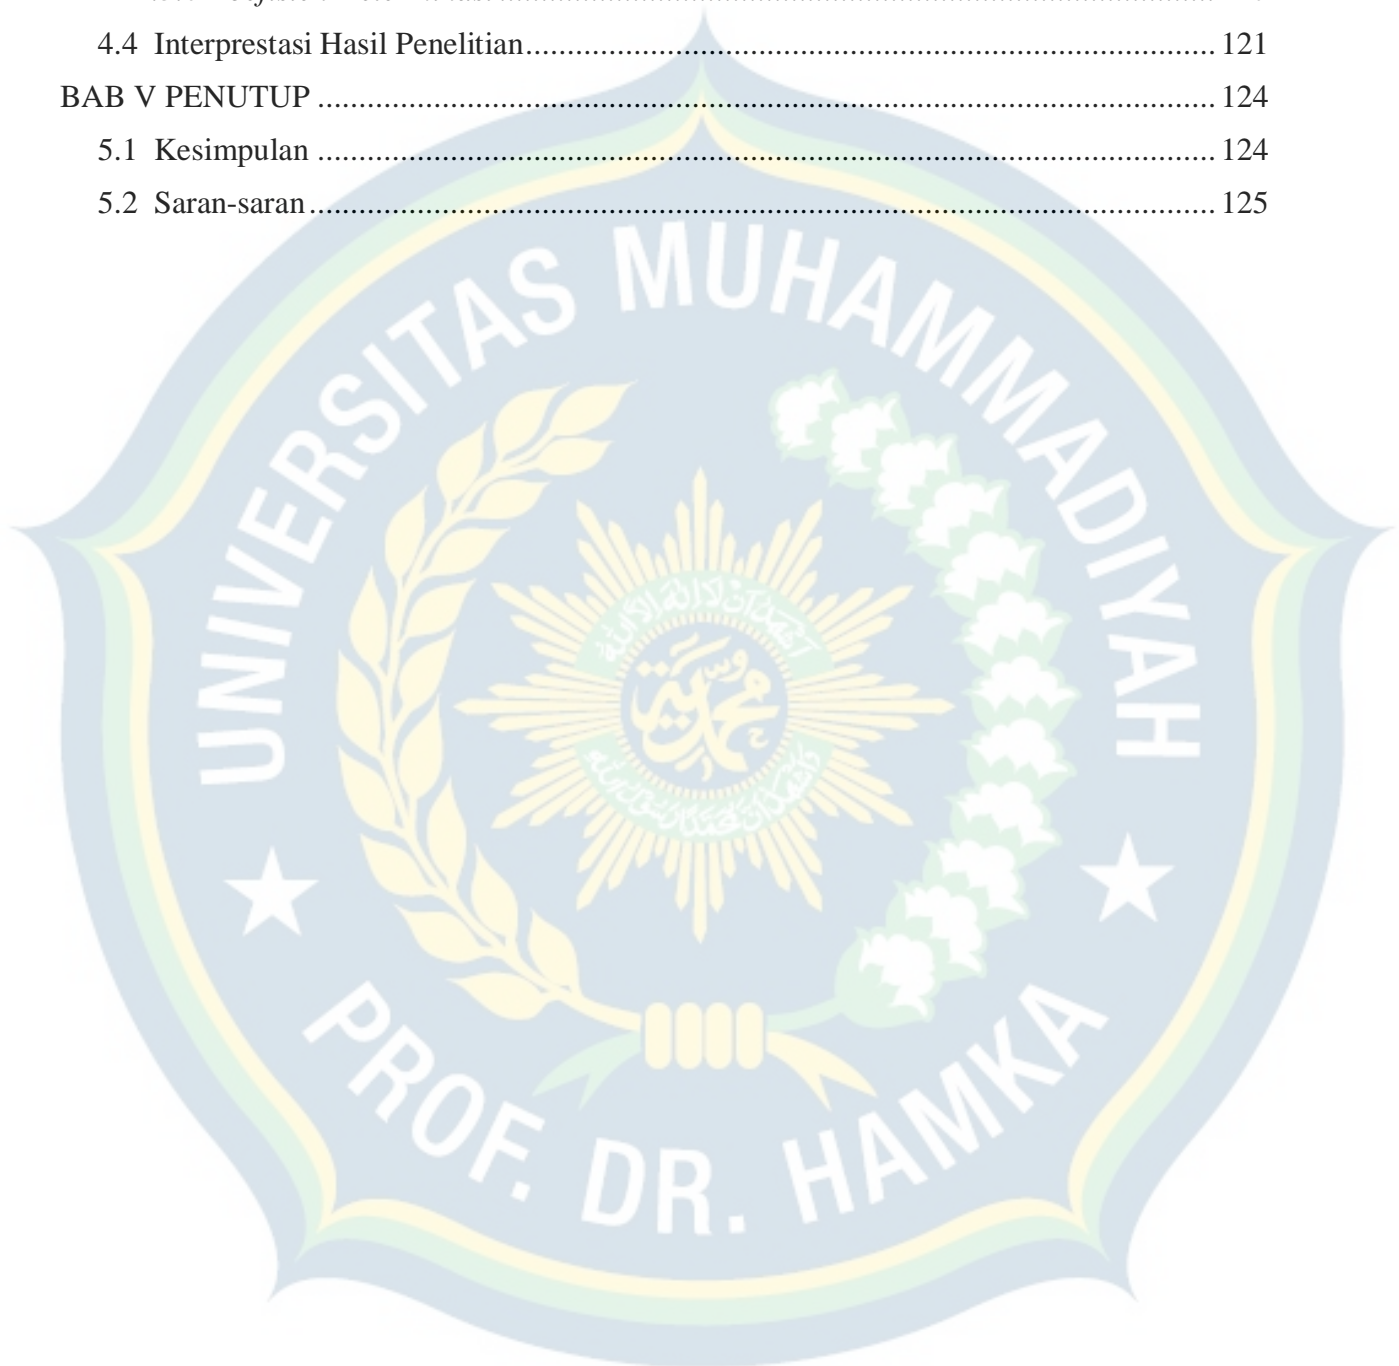 4.4 Interprestasi Hasil Penelitian........................................................................................ 121
BAB V PENUTUP .................................................................................................................. 124
5.1 Kesimpulan .................................................................................................................. 124
5.2 Saran-saran................................................................................................................... 125
UNIVERSITAS MUHAMMADIYAH
محمدية
PROF. DR. HAMKA